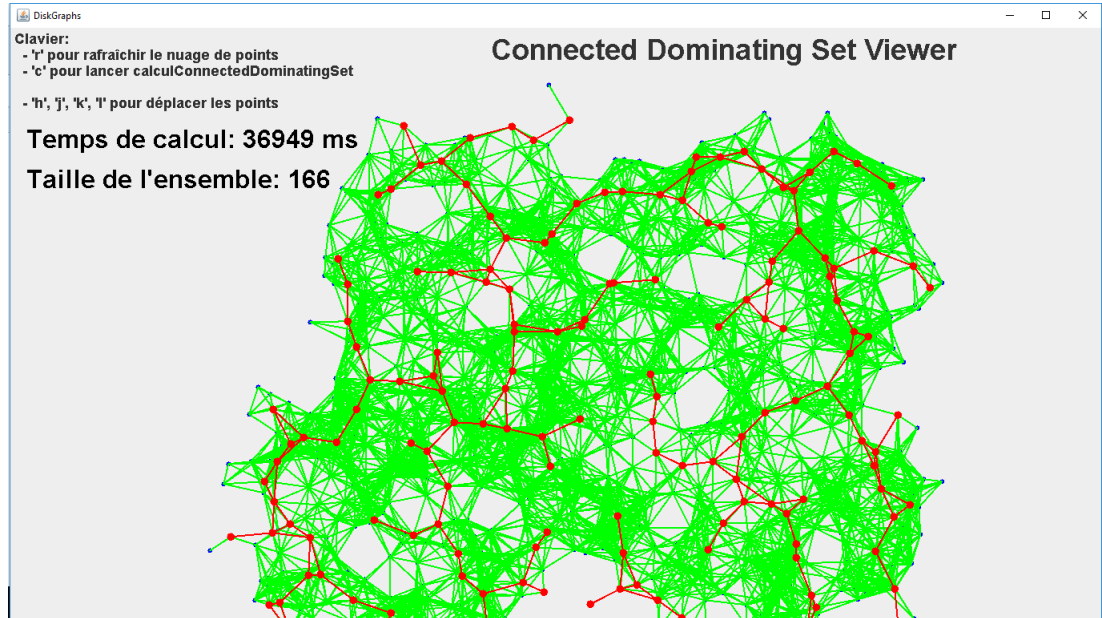 DiskGraphs
Clavier:
- 'r' pour rafraîchir le nuage de points
- 'c' pour lancer calculConnectedDominatingSet
- 'h', 'j', 'k', 'l' pour déplacer les points
Connected Dominating Set Viewer
Temps de calcul: 36949 ms
Taille de l'ensemble: 166